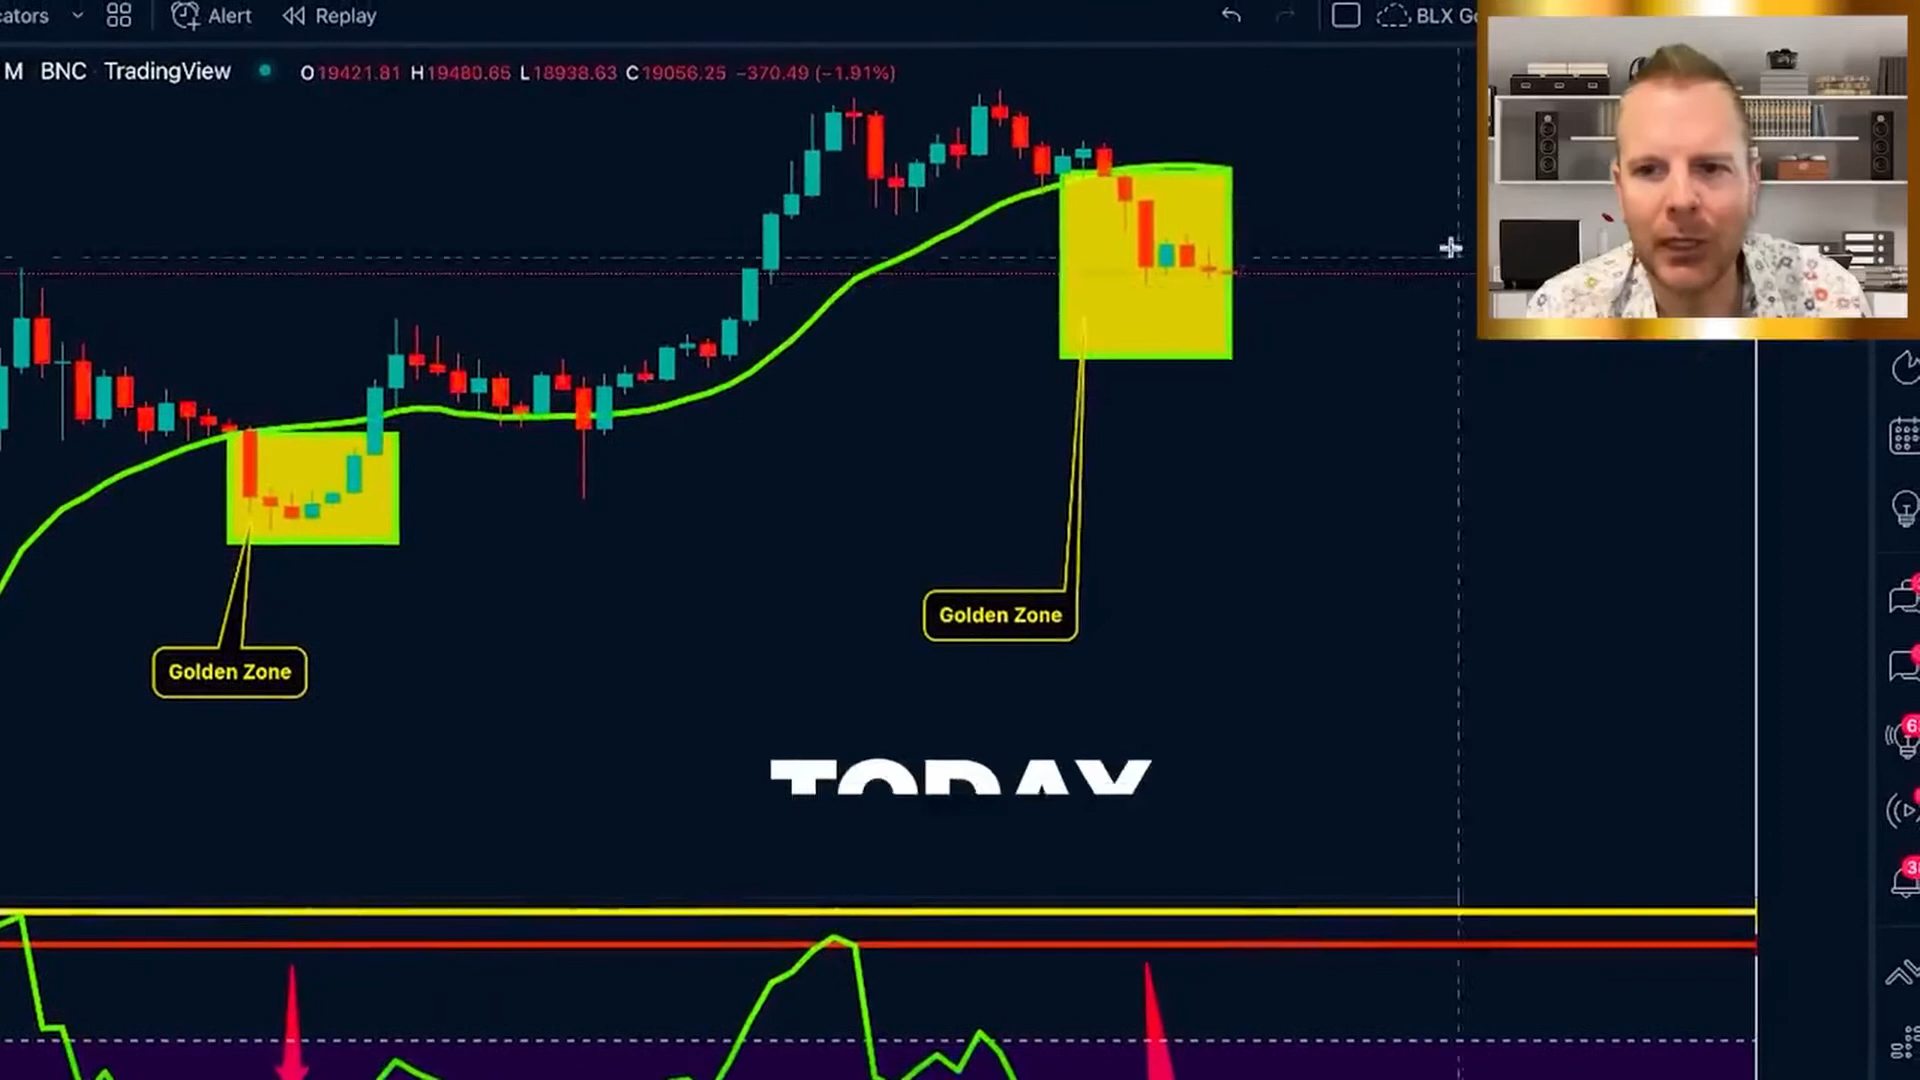 Alert
Replay
BLX
M BNC TradingView O19421.81 H19480.65 L18938.63 C19056.25 −370.49 (−1.91%)
Golden Zone
Golden Zone
TODAY